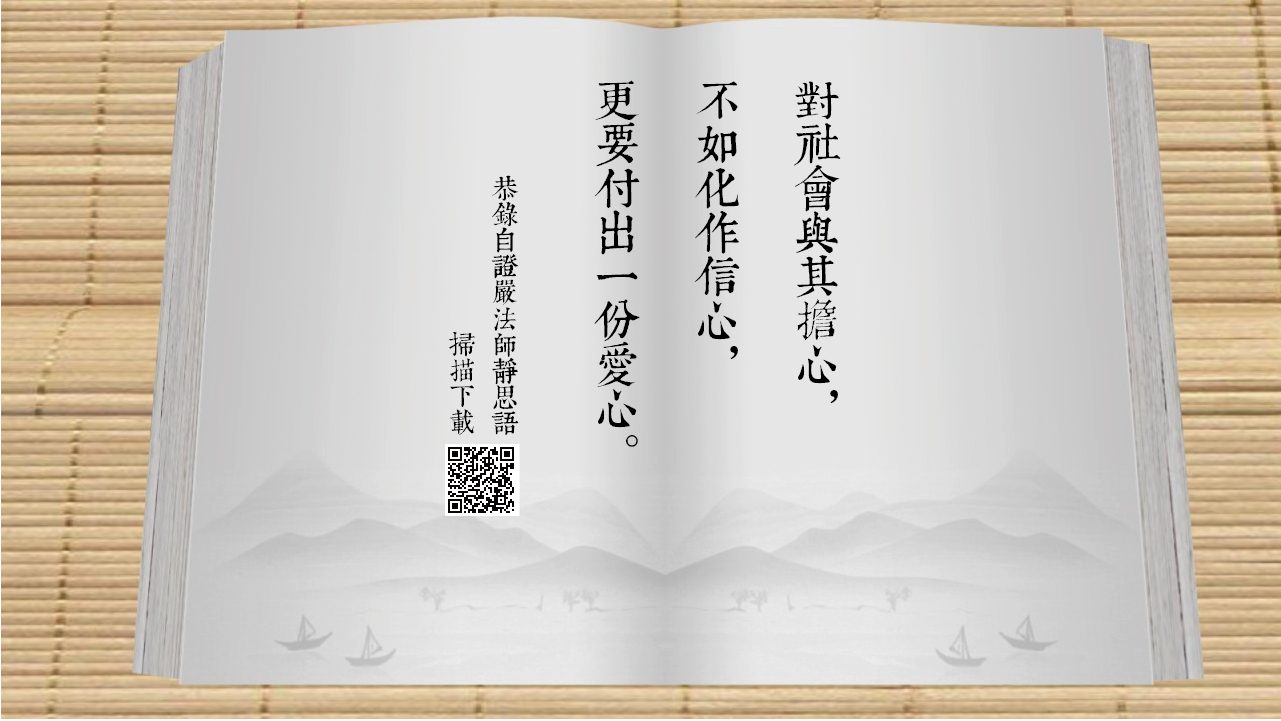 對社會與其擔心，
不如化作信心，
更要付出一份愛心。
恭錄自證嚴法師靜思語
掃描下載